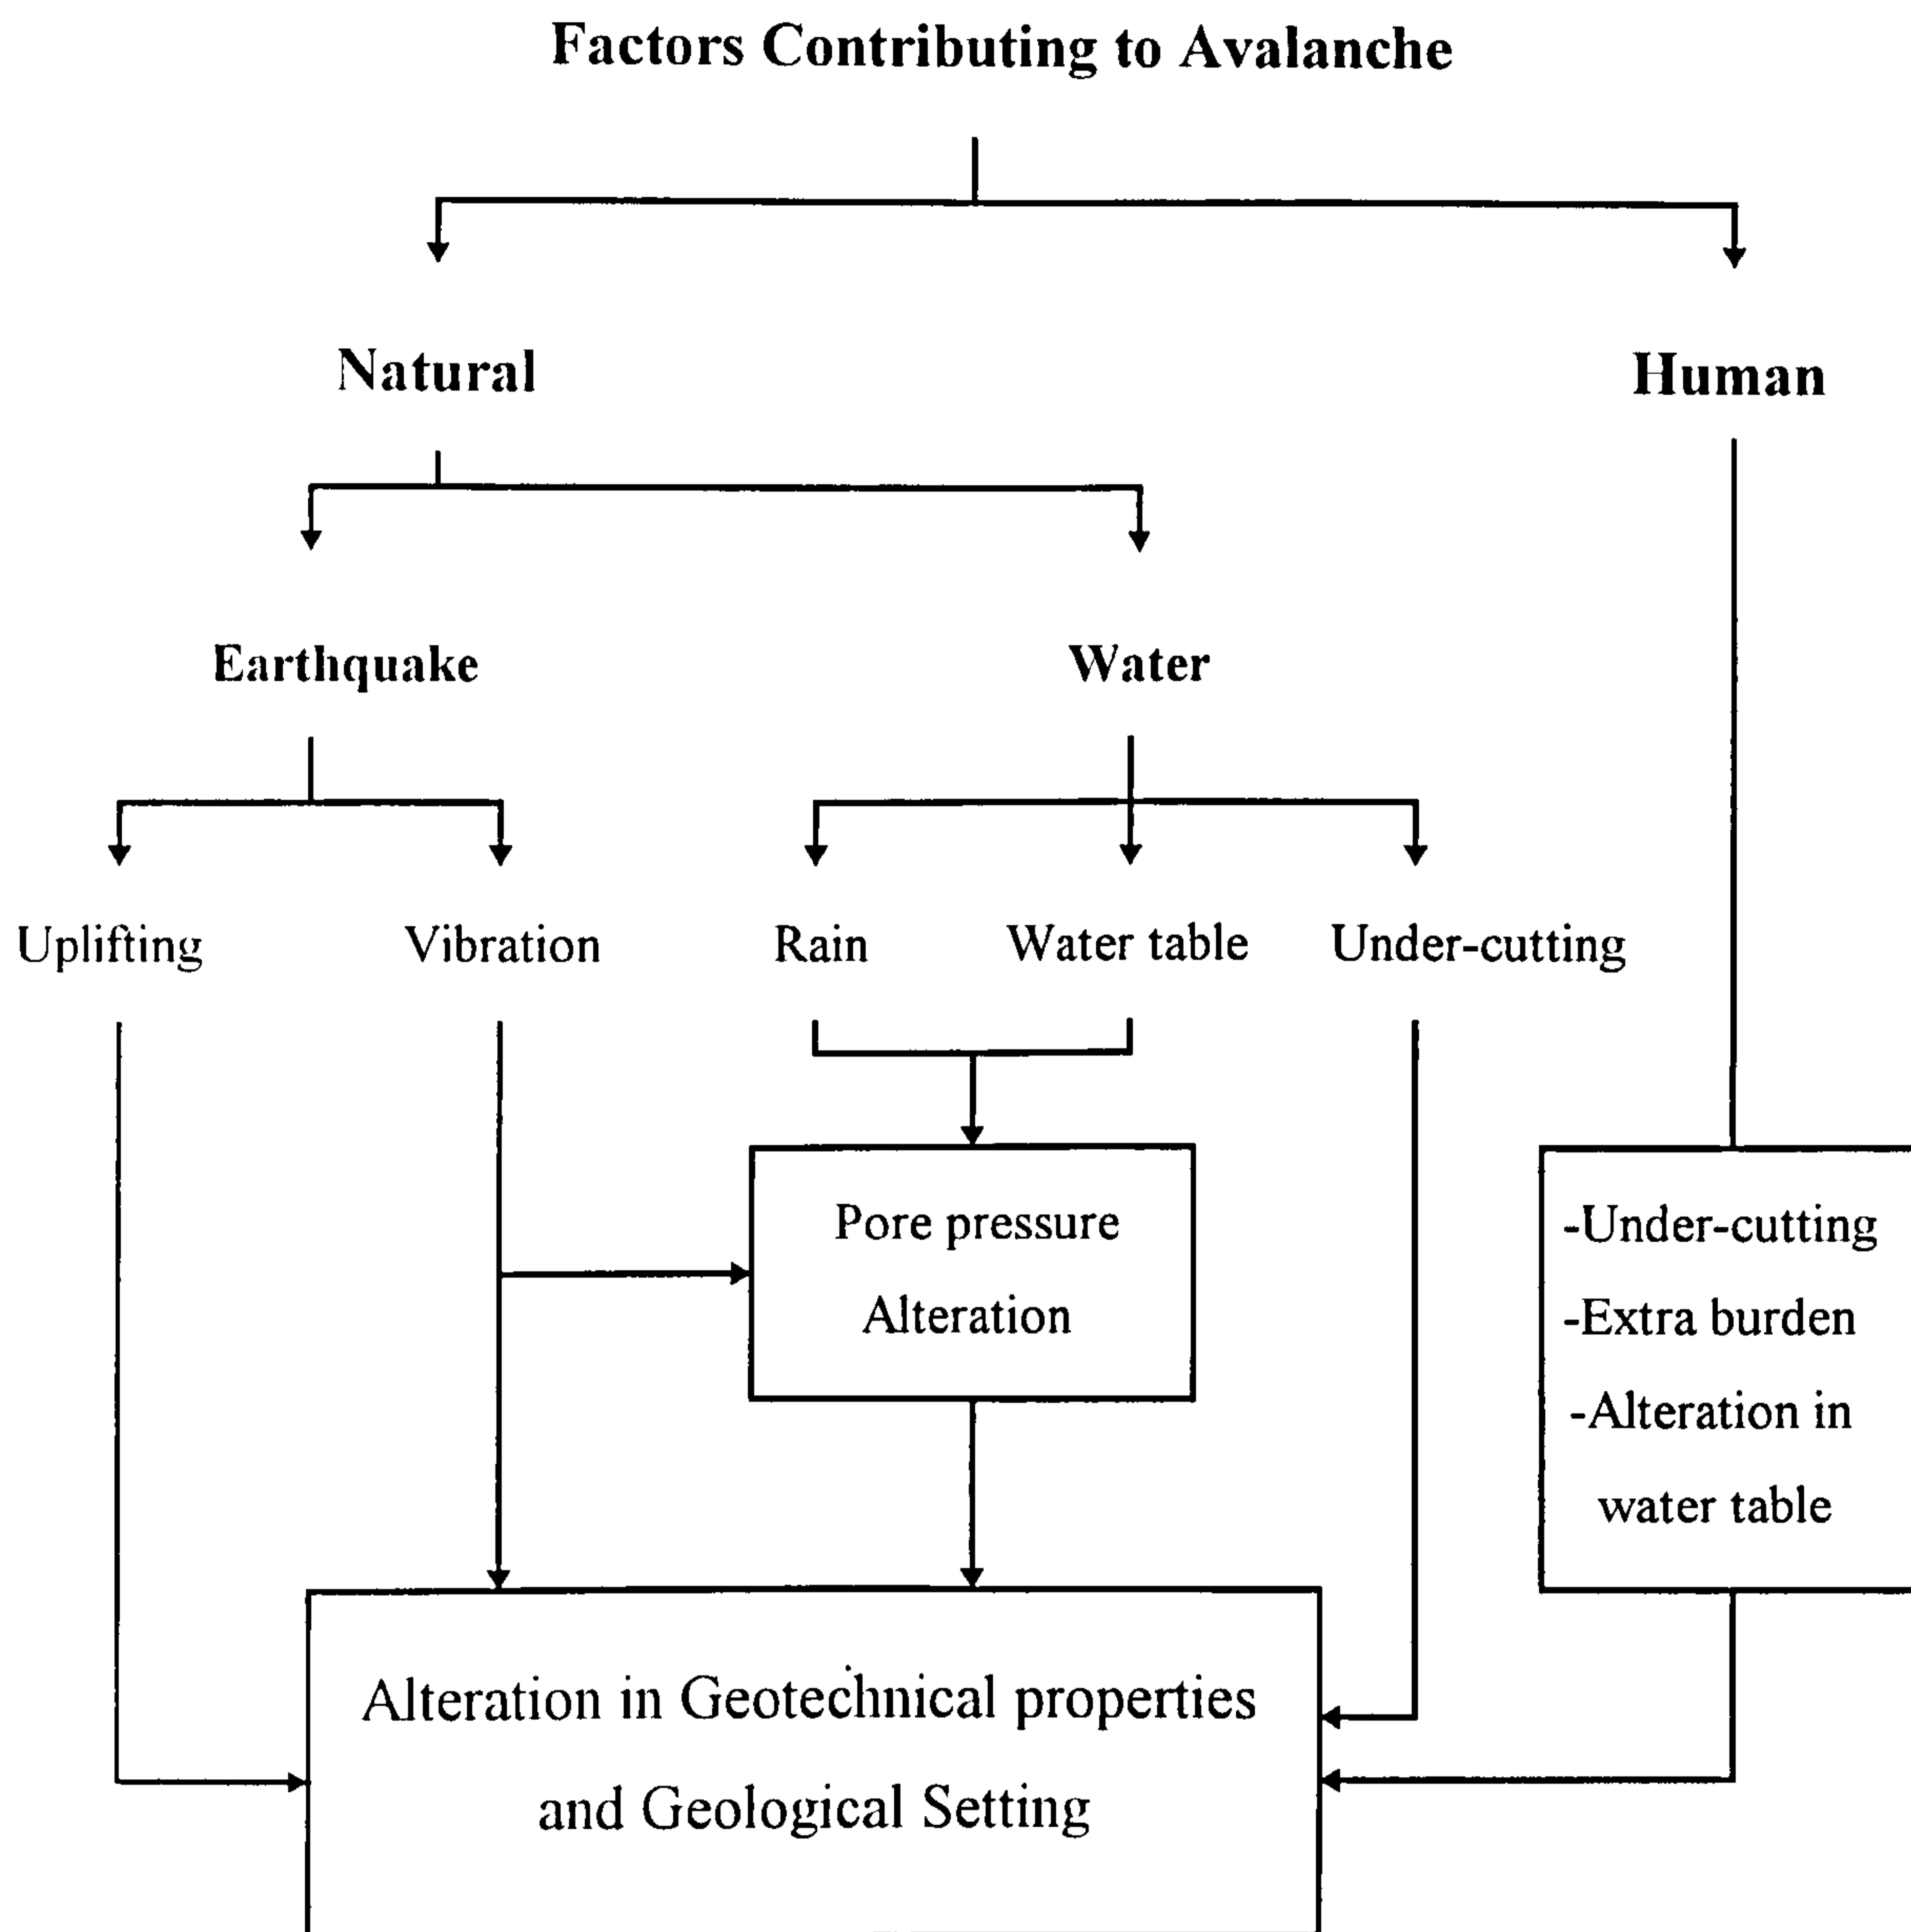 Factors Contributing to Avalanche
Natural
Human
Earthquake
Water
Uplifting
Vibration
Rain
Water table
Under-cutting
Pore pressure
Alteration
-Under-cutting
-Extra burden
-Alteration in
water table
Alteration in Geotechnical properties
and Geological Setting